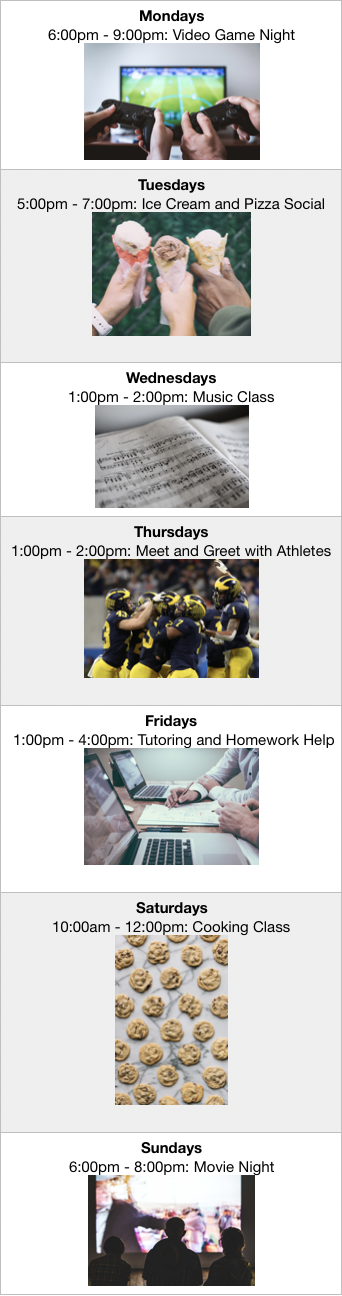 Mondays
6:00pm - 9:00pm: Video Game Night
Tuesdays
5:00pm - 7:00pm: Ice Cream and Pizza Social
Wednesdays
1:00pm - 2:00pm: Music Class
Thursdays
1:00pm - 2:00pm: Meet and Greet with Athletes
Fridays
1:00pm - 4:00pm: Tutoring and Homework Help
Saturdays
10:00am - 12:00pm: Cooking Class
Sundays
6:00pm - 8:00pm: Movie Night